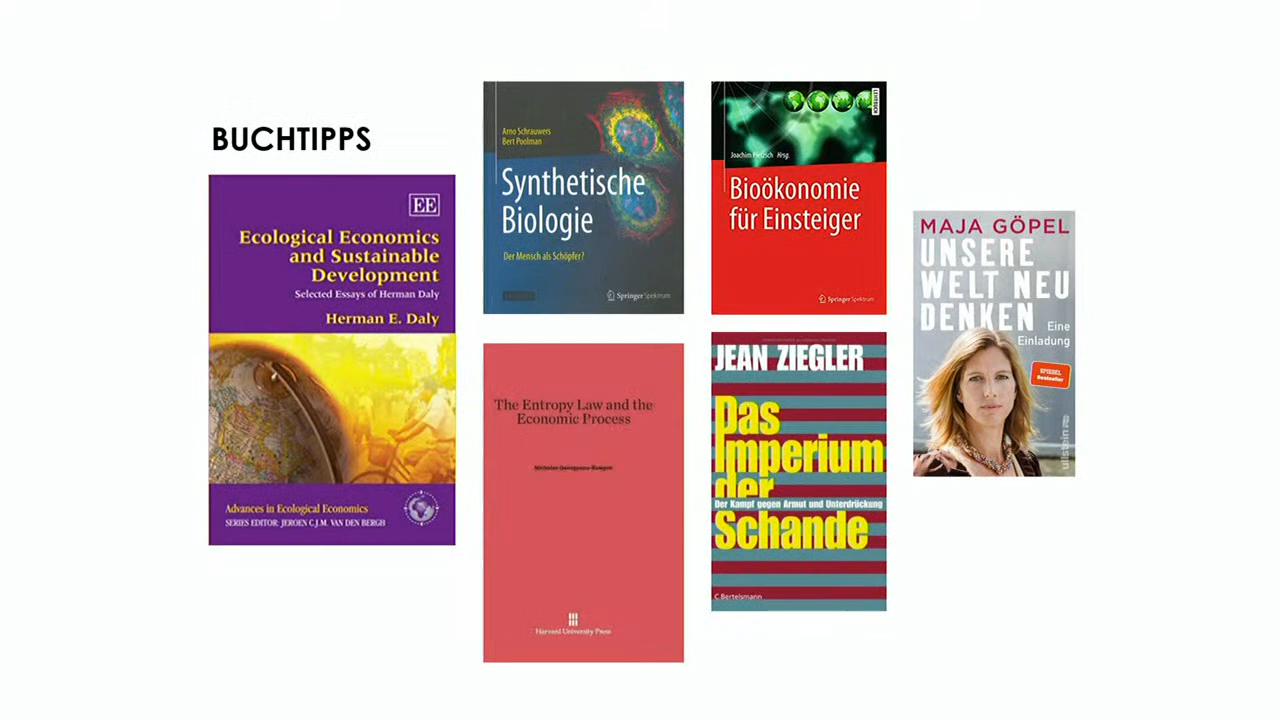 BUCHTIPPS
EE
Ecological Economics
and Sustainable
Development
Selected Essays of Herman Daly
Herman E. Daly
Advances in Ecological Economics
SERIES EDITOR: JEROEN C.J.M. VAN DEN BERGH
Arno Schrauwers
Bert Poolman
Synthetische
Biologie
Der Mensch als Schöpfer?
Springer Spektrum
The Entropy Law and the
Economic Process
Harvard University Press
LEHRBUCH
Joachim Pietzsch Hrsg.
Bioökonomie
für Einsteiger
Springer Spektrum
JEAN ZIEGLER
Das
Imperium
der
Der Kampf gegen Armut und Unterdrückung
Schande
C.Bertelsmann
MAJA GÖPEL
UNSERE
WELT NEU
DENKEN
Eine
Einladung
SPIEGEL
Bestseller
ullstein